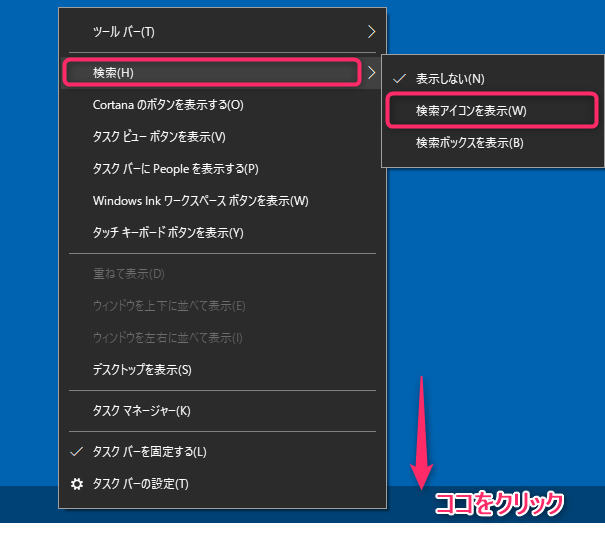 ツール バー(T)
検索(H)
表示しない(N)
Cortana のボタンを表示する(O)
検索アイコンを表示(W)
タスク ビュー ボタンを表示(V)
検索ボックスを表示(B)
タスク バーに People を表示する(P)
Windows Ink ワークスペース ボタンを表示(W)
タッチ キーボード ボタンを表示(Y)
重ねて表示(D)
ウィンドウを上下に並べて表示(E)
ウィンドウを左右に並べて表示(I)
デスクトップを表示(S)
タスク マネージャー(K)
タスク バーを固定する(L)
タスク バーの設定(T)
ココをクリック